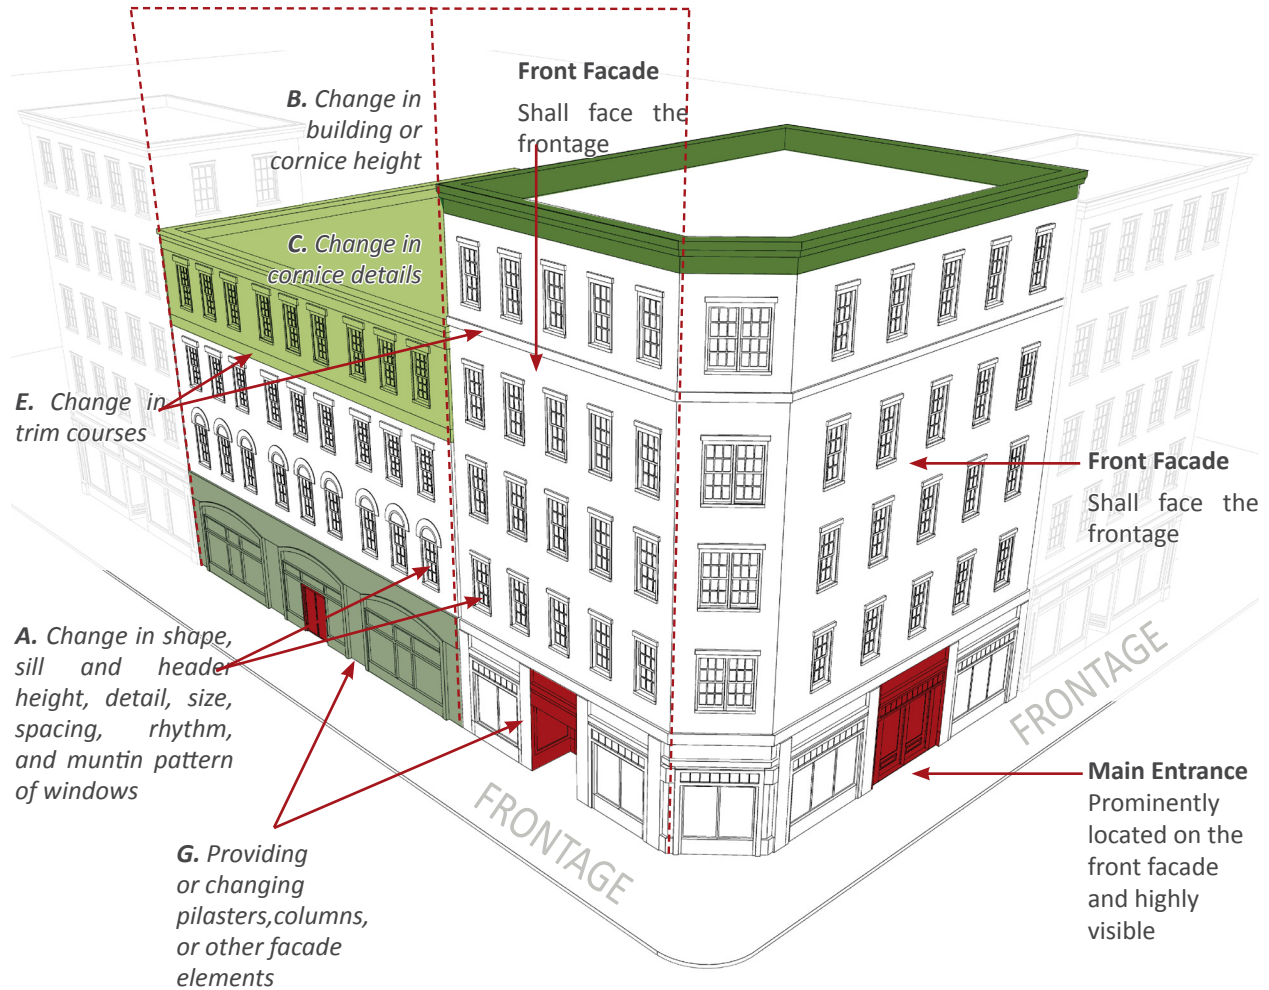 B. Change in
building or
cornice height
Front Facade
Shall face the
frontage
C. Change in
cornice details
E. Change in
trim courses
Front Facade
Shall face the
frontage
A. Change in shape,
sill and header
height, detail, size,
spacing, rhythm,
and muntin pattern
of windows
FRONTAGE
FRONTAGE
Main Entrance
Prominently
located on the
front facade
and highly
visible
G. Providing
or changing
pilasters,columns,
or other facade
elements